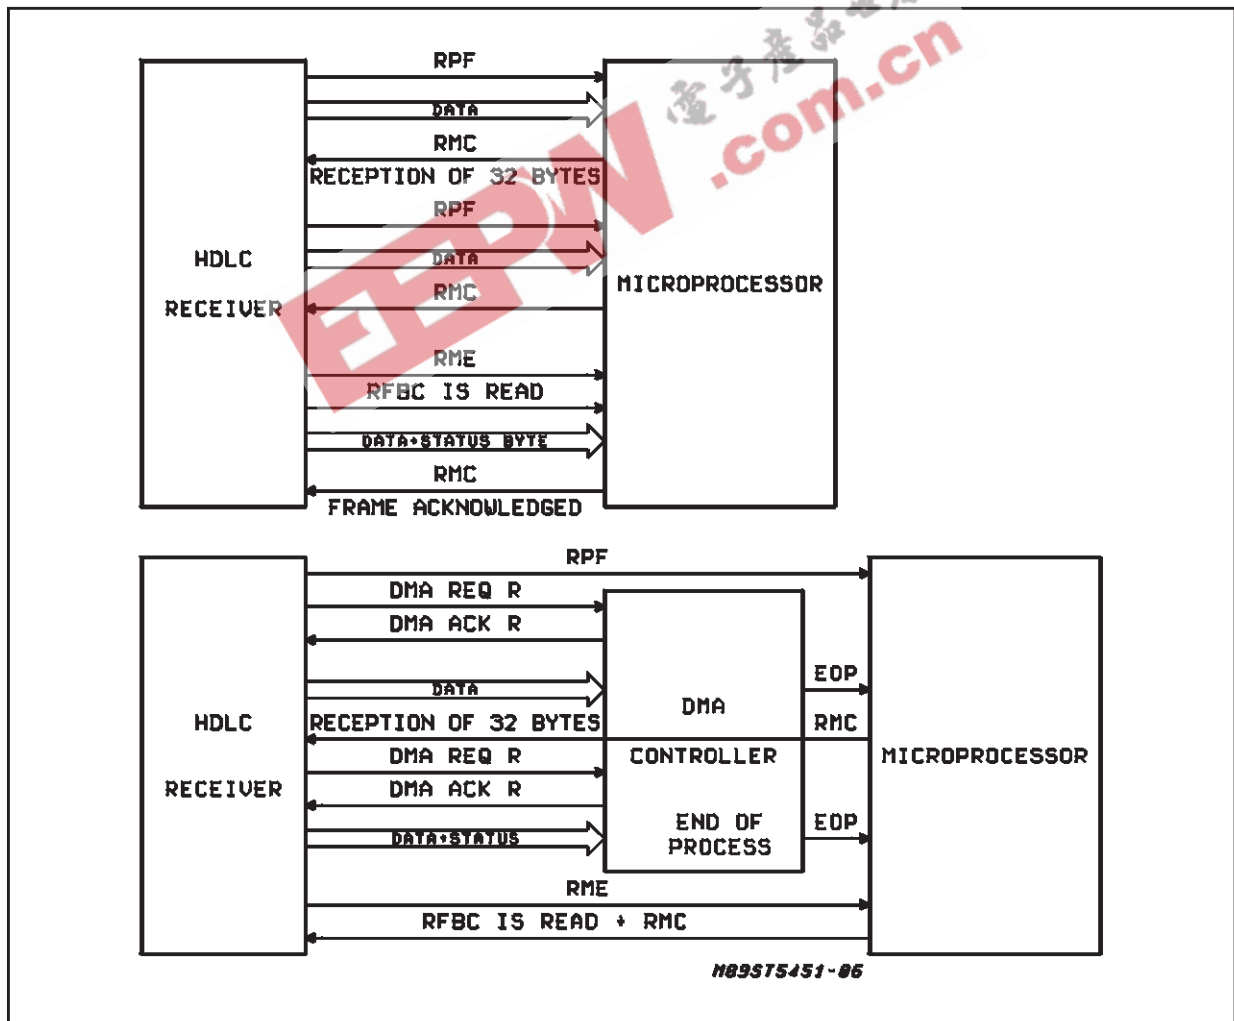 電子產品世
.com.cn
EEPW
RPF
DATA
RMC
RECEPTION OF 32 BYTES
RPF
DATA
RMC
HDLC
RECEIVER
MICROPROCESSOR
RME
RFBC IS READ
DATA+STATUS BYTE
RMC
FRAME ACKNOWLEDGED
RPF
DMA REQ R
DMA ACK R
DATA
EOP
DMA
HDLC
RECEPTION OF 32 BYTES
RMC
DMA REQ R
CONTROLLER
MICROPROCESSOR
RECEIVER
DMA ACK R
DATA+STATUS
END OF
PROCESS
EOP
RME
RFBC IS READ + RMC
M89ST5451-06